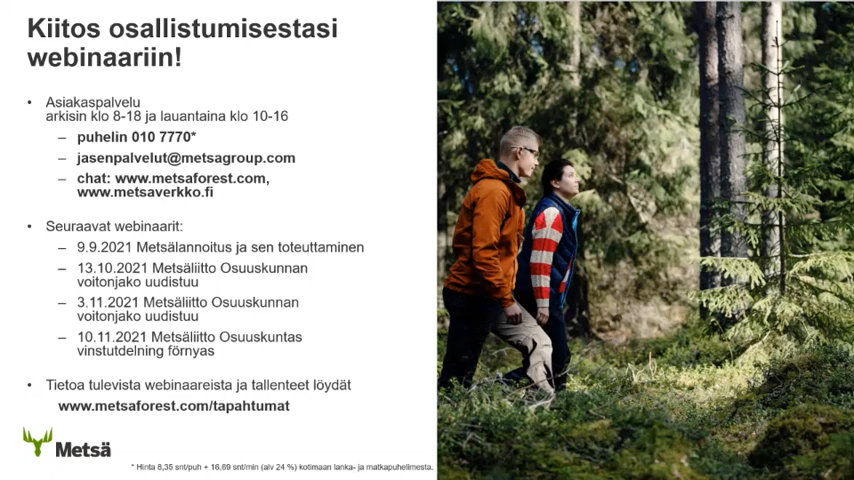 Kiitos osallistumisestasi
webinaariin!
• Asiakaspalvelu
arkisin klo 8-18 ja lauantaina klo 10-16
– puhelin 010 7770*
– jasenpalvelut@metsagroup.com
– chat: www.metsaforest.com,
www.metsaverkko.fi
• Seuraavat webinaarit:
– 9.9.2021 Metsälannoitus ja sen toteuttaminen
– 13.10.2021 Metsäliitto Osuuskunnan
voitonjako uudistuu
– 3.11.2021 Metsäliitto Osuuskunnan
voitonjako uudistuu
– 10.11.2021 Metsäliitto Osuuskuntas
vinstutdelning förnyas
• Tietoa tulevista webinaareista ja tallenteet löydät
www.metsaforest.com/tapahtumat
Metsä
* Hinta 8,35 snt/puh + 16,69 snt/min (alv 24 %) kotimaan lanka- ja matkapuhelimesta.